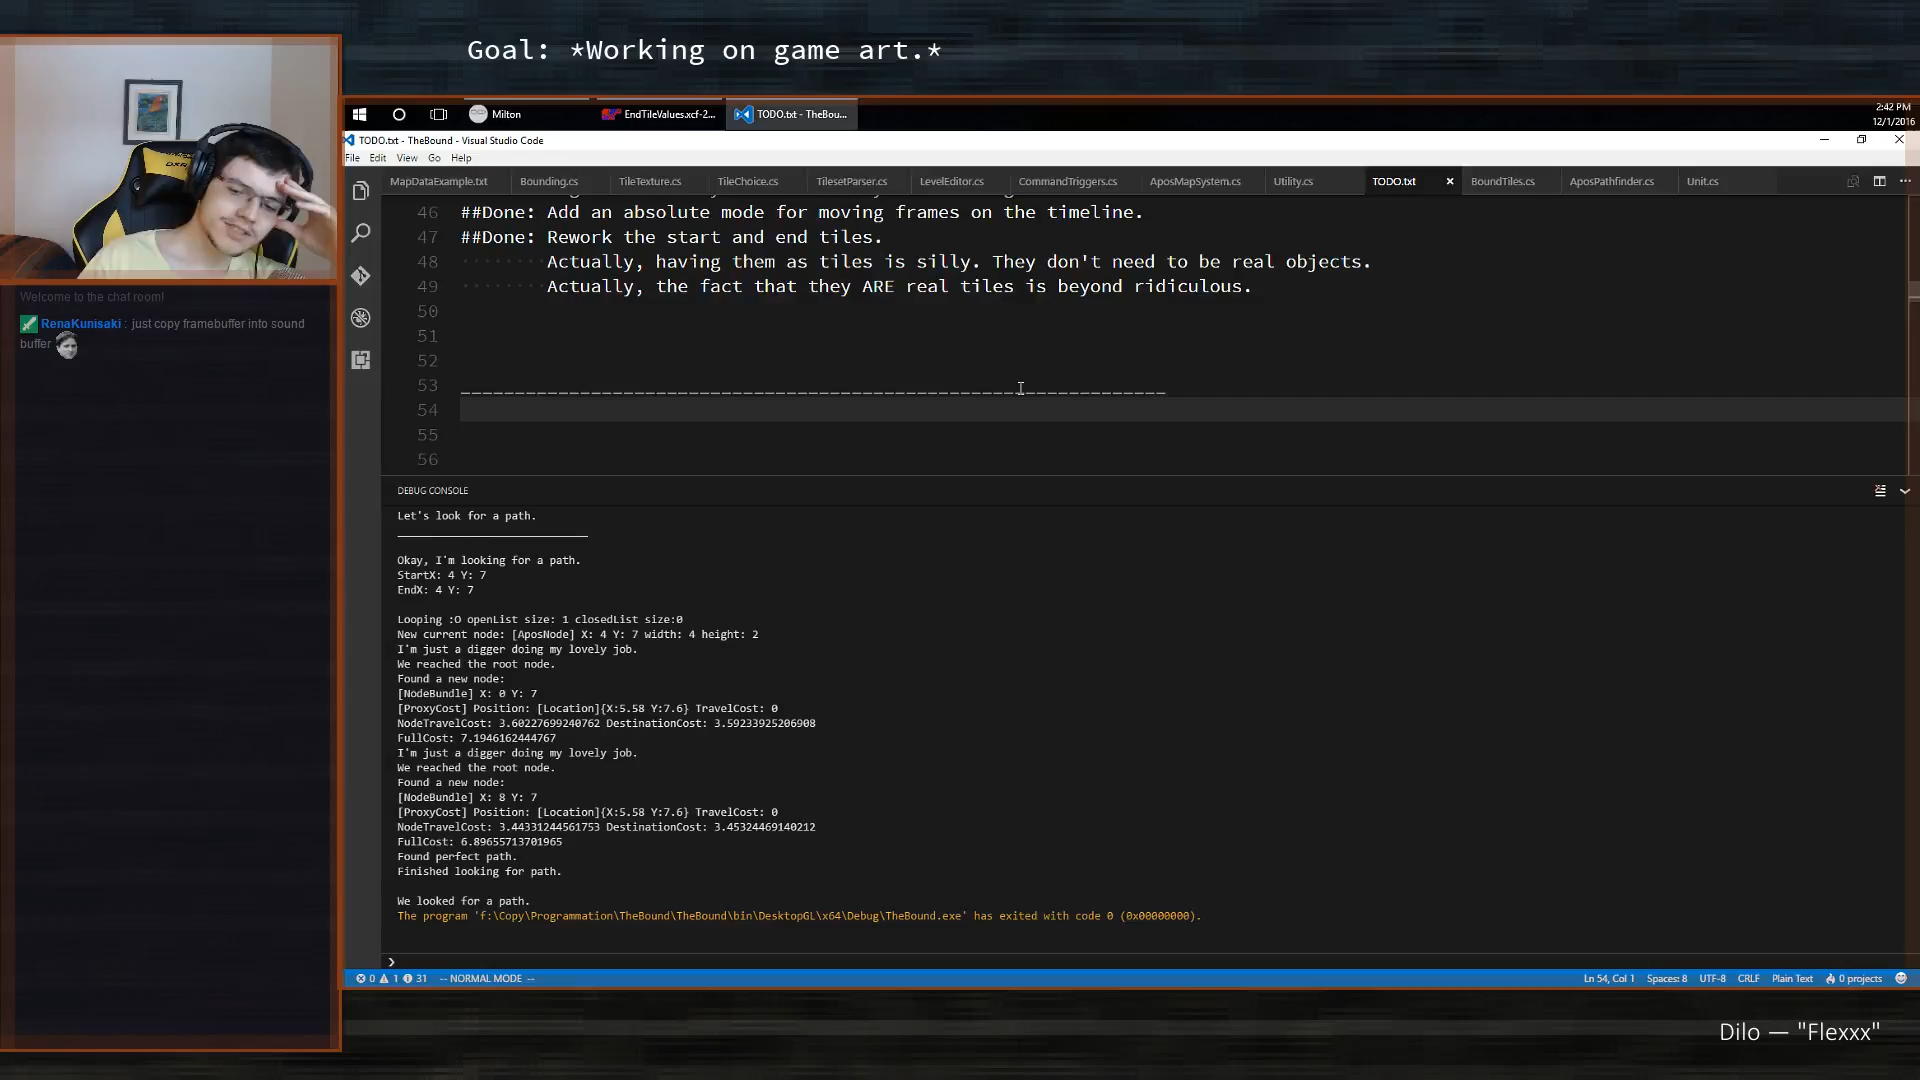 Goal: *Working on game art.*
Milton
EndTileValues.xcf-2...
TODO.txt - TheBou...
2:42 PM
12/1/2016
TODO.txt - TheBound - Visual Studio Code
File Edit View Go Help
MapDataExample.txt Bounding.cs TileTexture.cs TileChoice.cs TilesetParser.cs LevelEditor.cs CommandTriggers.cs AposMapSystem.cs Utility.cs TODO.txt BoundTiles.cs AposPathfinder.cs Unit.cs
46 ##Done: Add an absolute mode for moving frames on the timeline.
47 ##Done: Rework the start and end tiles.
48 Actually, having them as tiles is silly. They don't need to be real objects.
49 Actually, the fact that they ARE real tiles is beyond ridiculous.
50
51
52
53 _________________________________________________________________
54
55
56
Welcome to the chat room!
RenaKunisaki : just copy framebuffer into sound
buffer
DEBUG CONSOLE
Let's look for a path.
______________________________
Okay, I'm looking for a path.
StartX: 4 Y: 7
EndX: 4 Y: 7
Looping :O openList size: 1 closedList size:0
New current node: [AposNode] X: 4 Y: 7 width: 4 height: 2
I'm just a digger doing my lovely job.
We reached the root node.
Found a new node:
[NodeBundle] X: 0 Y: 7
[ProxyCost] Position: [Location]{X:5.58 Y:7.6} TravelCost: 0
NodeTravelCost: 3.60227699240762 DestinationCost: 3.59233925206908
FullCost: 7.1946162444767
I'm just a digger doing my lovely job.
We reached the root node.
Found a new node:
[NodeBundle] X: 8 Y: 7
[ProxyCost] Position: [Location]{X:5.58 Y:7.6} TravelCost: 0
NodeTravelCost: 3.44331244561753 DestinationCost: 3.45324469140212
FullCost: 6.89655713701965
Found perfect path.
Finished looking for path.
We looked for a path.
The program 'f:\Copy\Programmation\TheBound\TheBound\bin\DesktopGL\x64\Debug\TheBound.exe' has exited with code 0 (0x00000000).
0 1 31 -- NORMAL MODE -- Ln 54, Col 1 Spaces: 8 UTF-8 CRLF Plain Text 0 projects
Dilo — "Flexxx"